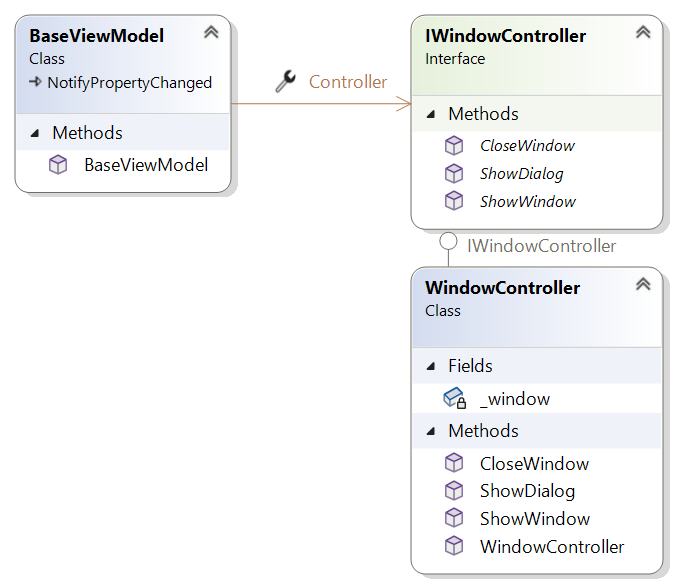 BaseViewModel
Class
NotifyPropertyChanged
Methods
BaseViewModel
Controller
IWindowController
Interface
Methods
CloseWindow
ShowDialog
ShowWindow
IWindowController
WindowController
Class
Fields
_window
Methods
CloseWindow
ShowDialog
ShowWindow
WindowController